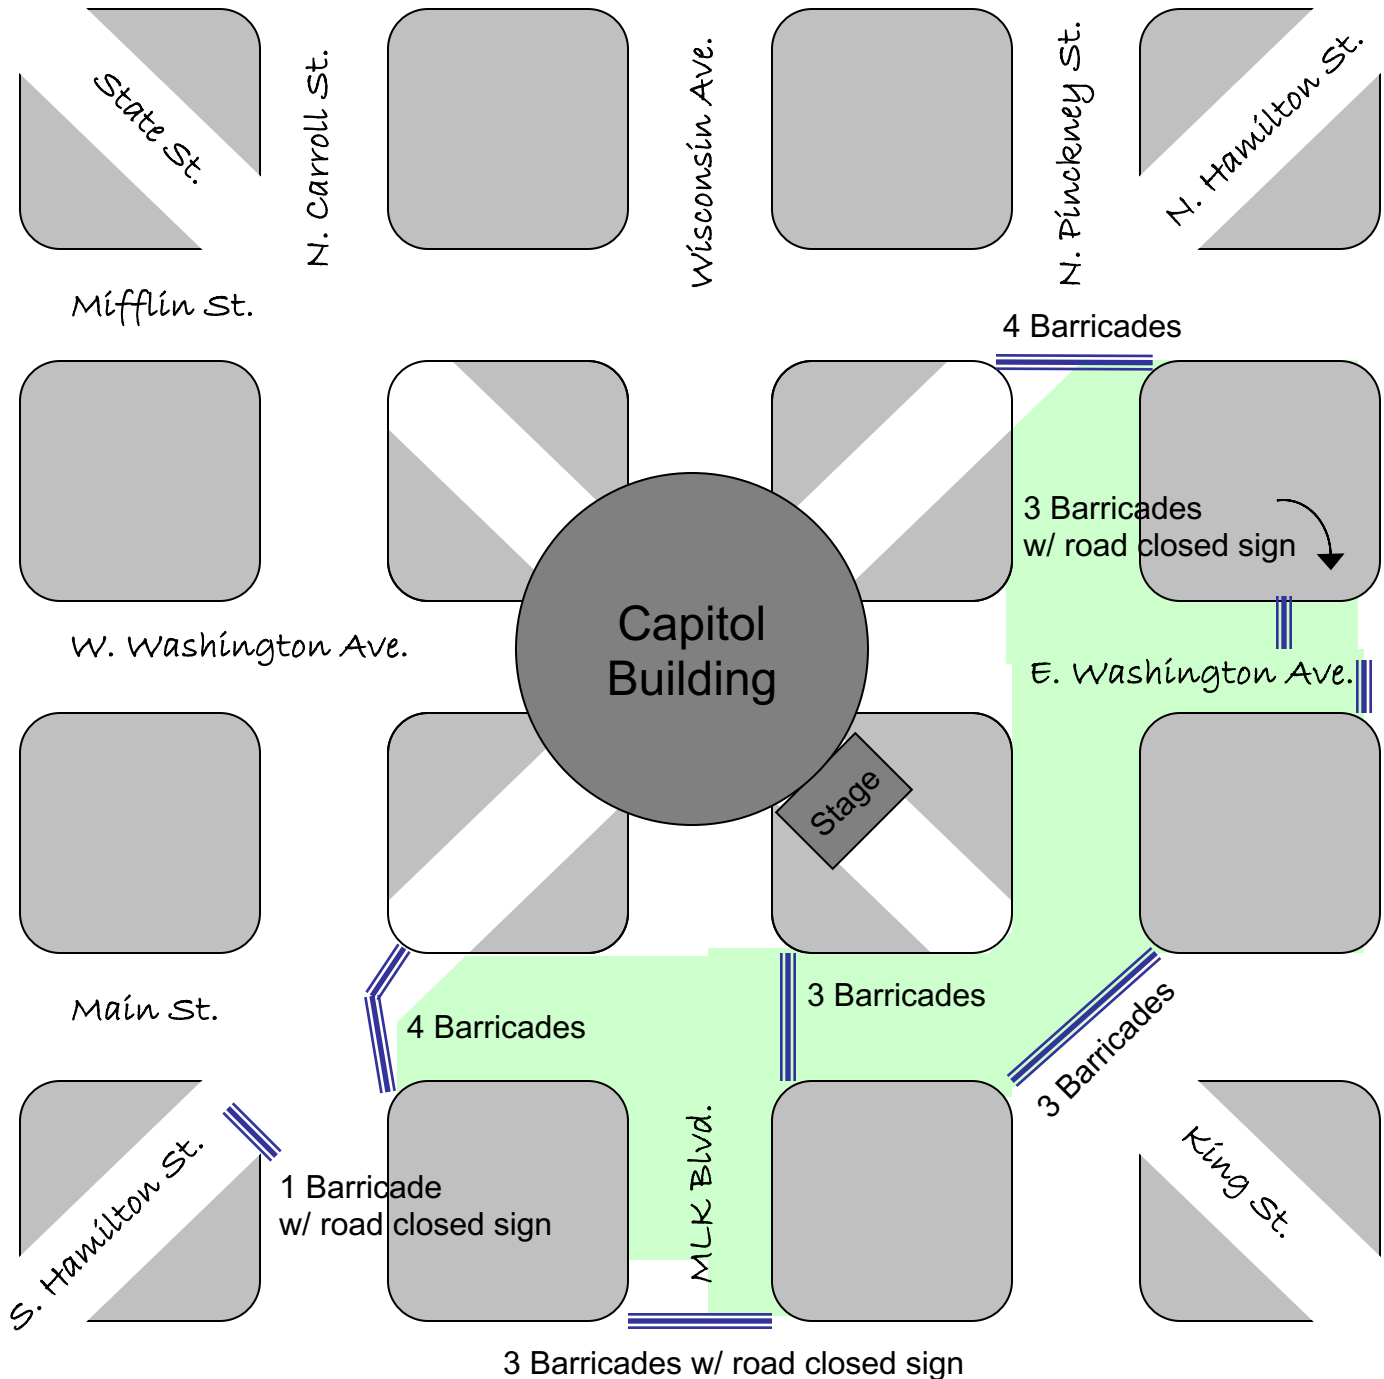 State St.
N. Carroll St.
Wisconsin Ave.
N. Pinckney St.
N. Hamilton St.
Mifflin St.
4 Barricades
3 Barricades
w/ road closed sign
Capitol
Building
W. Washington Ave.
E. Washington Ave.
Stage
Main St.
4 Barricades
3 Barricades
3 Barricades
S. Hamilton St.
1 Barricade
w/ road closed sign
MLK Blvd.
King St.
3 Barricades w/ road closed sign